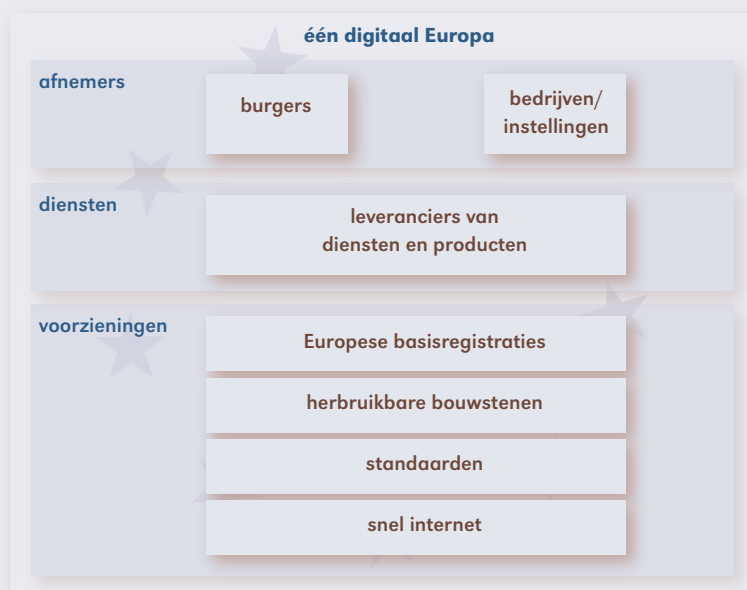 één digitaal Europa
afnemers
burgers
bedrijven/
instellingen
diensten
leveranciers van
diensten en producten
voorzieningen
Europese basisregistraties
herbruikbare bouwstenen
standaarden
snel internet